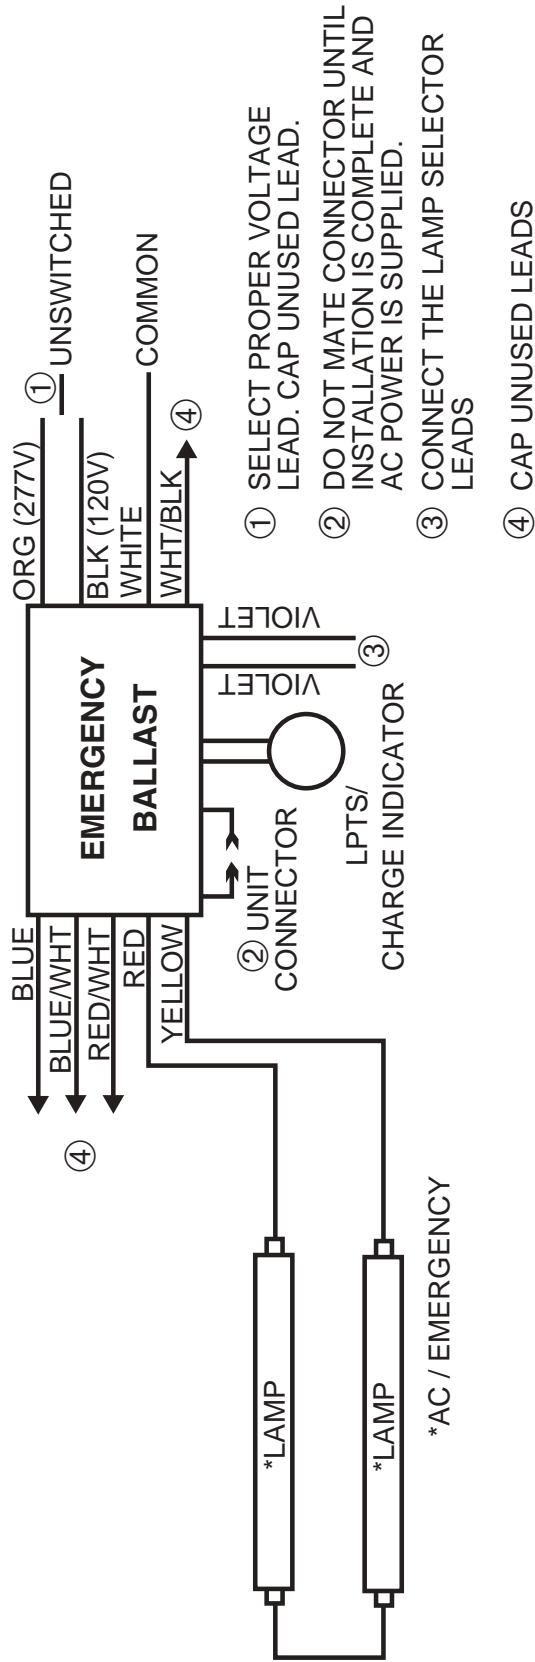 BLUE
BLUE/WHT
RED/WHT
RED
YELLOW
④
EMERGENCY
BALLAST
ORG (277V)
① UNSWITCHED
BLK (120V)
WHITE
COMMON
WHT/BLK
④
② UNIT
CONNECTOR
LPTS/
CHARGE INDICATOR
VIOLET
VIOLET
③
*LAMP
*LAMP
*AC / EMERGENCY
① SELECT PROPER VOLTAGE
LEAD. CAP UNUSED LEAD.
② DO NOT MATE CONNECTOR UNTIL
INSTALLATION IS COMPLETE AND
AC POWER IS SUPPLIED.
③ CONNECT THE LAMP SELECTOR
LEADS
④ CAP UNUSED LEADS